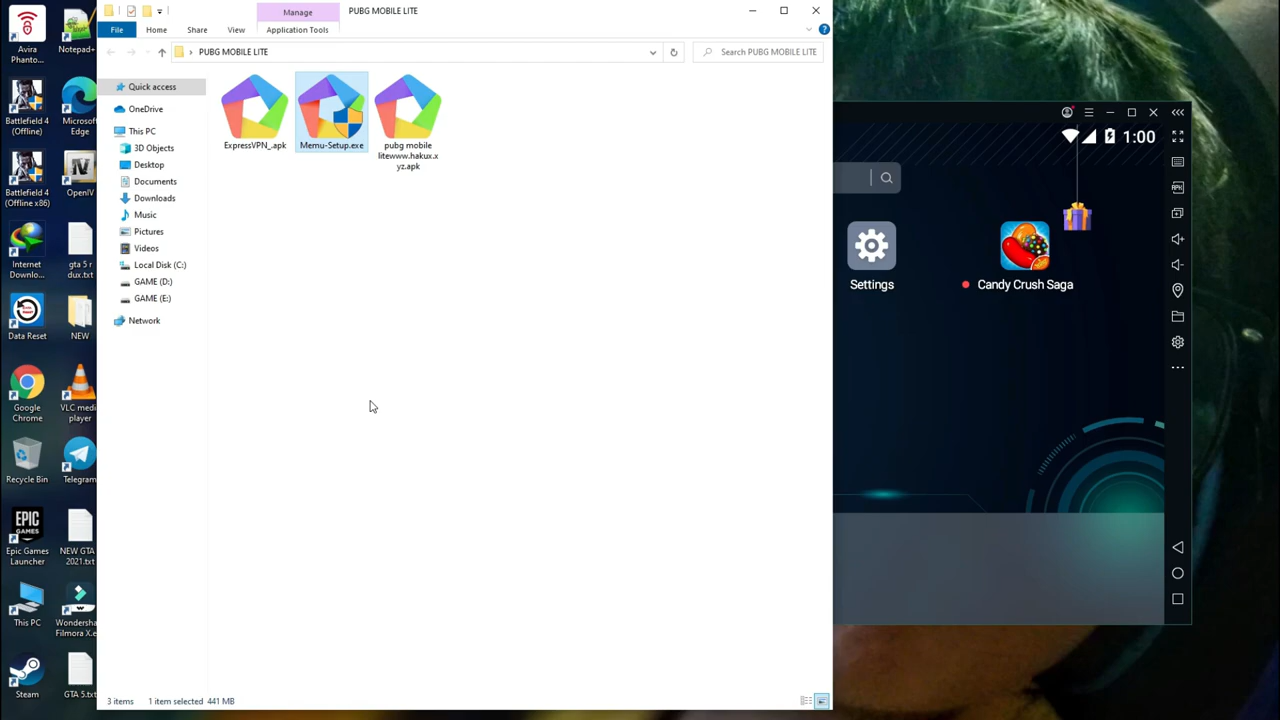 Manage
PUBG MOBILE LITE
File
Home
Share
View
Application Tools
PUBG MOBILE LITE
Search PUBG MOBILE LITE
Quick access
OneDrive
This PC
3D Objects
Desktop
Documents
Downloads
Music
Pictures
Videos
Local Disk (C:)
GAME (D:)
GAME (E:)
Network
ExpressVPN_.apk
Memu-Setup.exe
pubg mobile
litewww.hakux.x
yz.apk
3 items
1 item selected
441 MB
Avira
Phanto...
Notepad+
Battlefield 4
(Offline)
Microsof
Edge
Battlefield 4
(Offline x86)
OpenIV
Internet
Downlo...
gta 5 r
dux.txt
Data Reset
NEW
Google
Chrome
VLC medi
player
Recycle Bin
Telegram
EPIC
GAMES
Epic Games
Launcher
NEW GTA
2021.txt
This PC
Wondersha
Filmora X.e
Steam
GTA 5.txt
1:00
APK
Settings
Candy Crush Saga